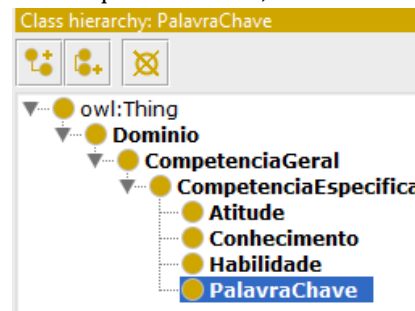 Class hierarchy: PalavraChave
owl:Thing
Dominio
CompetenciaGeral
CompetenciaEspecifica
Atitude
Conhecimento
Habilidade
PalavraChave